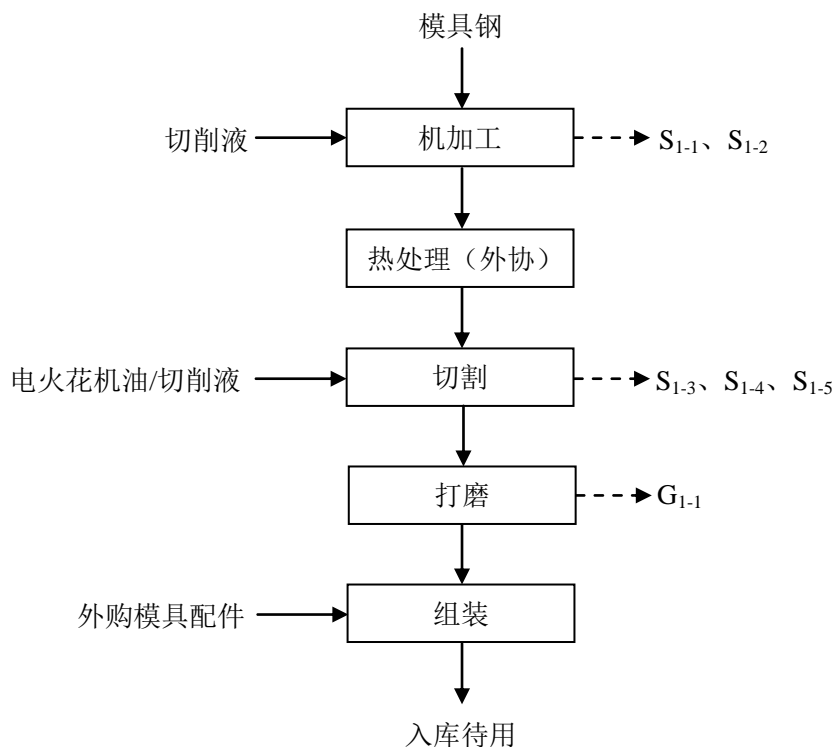 模具钢
切削液 机加工 S1-1、S1-2
热处理（外协）
电火花机油/切削液 切割 S1-3、S1-4、S1-5
打磨 G1-1
外购模具配件 组装
入库待用